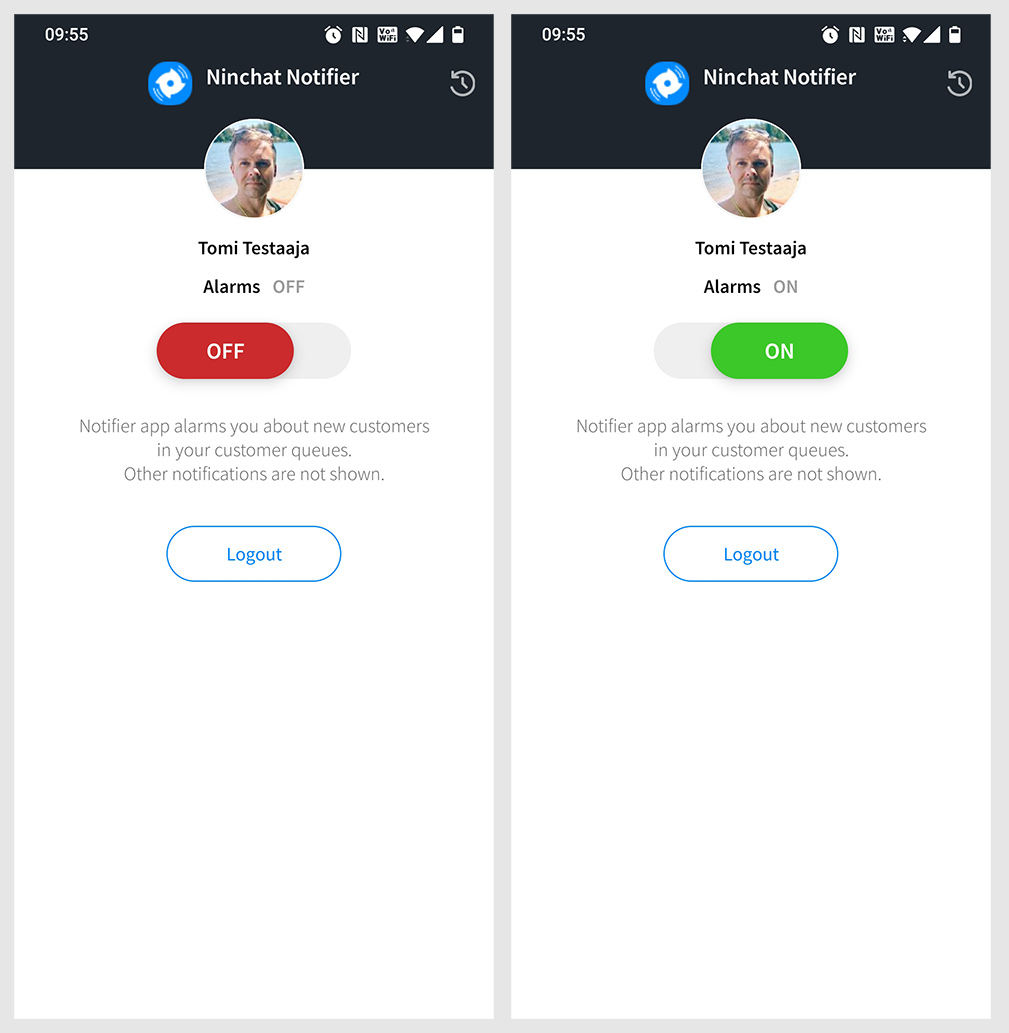 09:55
VoWiFi
Ninchat Notifier
Tomi Testaaja
Alarms OFF
OFF
Notifier app alarms you about new customers
in your customer queues.
Other notifications are not shown.
Logout
09:55
VoWiFi
Ninchat Notifier
Tomi Testaaja
Alarms ON
ON
Notifier app alarms you about new customers
in your customer queues.
Other notifications are not shown.
Logout